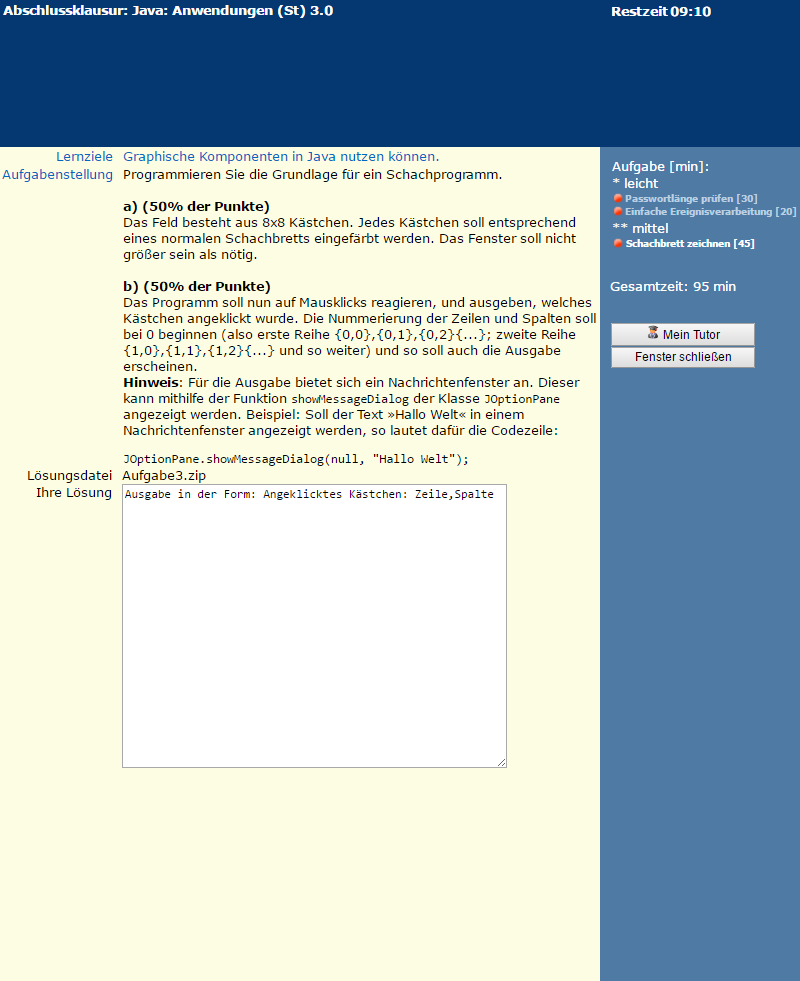 Abschlussklausur: Java: Anwendungen (St) 3.0
Restzeit 09:10
Lernziele Graphische Komponenten in Java nutzen können.
Aufgabenstellung Programmieren Sie die Grundlage für ein Schachprogramm.
a) (50% der Punkte)
Das Feld besteht aus 8x8 Kästchen. Jedes Kästchen soll entsprechend
eines normalen Schachbretts eingefärbt werden. Das Fenster soll nicht
größer sein als nötig.
b) (50% der Punkte)
Das Programm soll nun auf Mausklicks reagieren, und ausgeben, welches
Kästchen angeklickt wurde. Die Nummerierung der Zeilen und Spalten soll
bei 0 beginnen (also erste Reihe {0,0},{0,1},{0,2}{...}; zweite Reihe
{1,0},{1,1},{1,2}{...} und so weiter) und so soll auch die Ausgabe
erscheinen.
Hinweis: Für die Ausgabe bietet sich ein Nachrichtenfenster an. Dieser
kann mithilfe der Funktion showMessageDialog der Klasse JOptionPane
angezeigt werden. Beispiel: Soll der Text »Hallo Welt« in einem
Nachrichtenfenster angezeigt werden, so lautet dafür die Codezeile:
JOptionPane.showMessageDialog(null, "Hallo Welt");
Lösungsdatei Aufgabe3.zip
Ihre Lösung
Ausgabe in der Form: Angeklicktes Kästchen: Zeile,Spalte
Aufgabe [min]:
* leicht
Passwortlänge prüfen [30]
Einfache Ereignisverarbeitung [20]
** mittel
Schachbrett zeichnen [45]
Gesamtzeit: 95 min
Mein Tutor
Fenster schließen